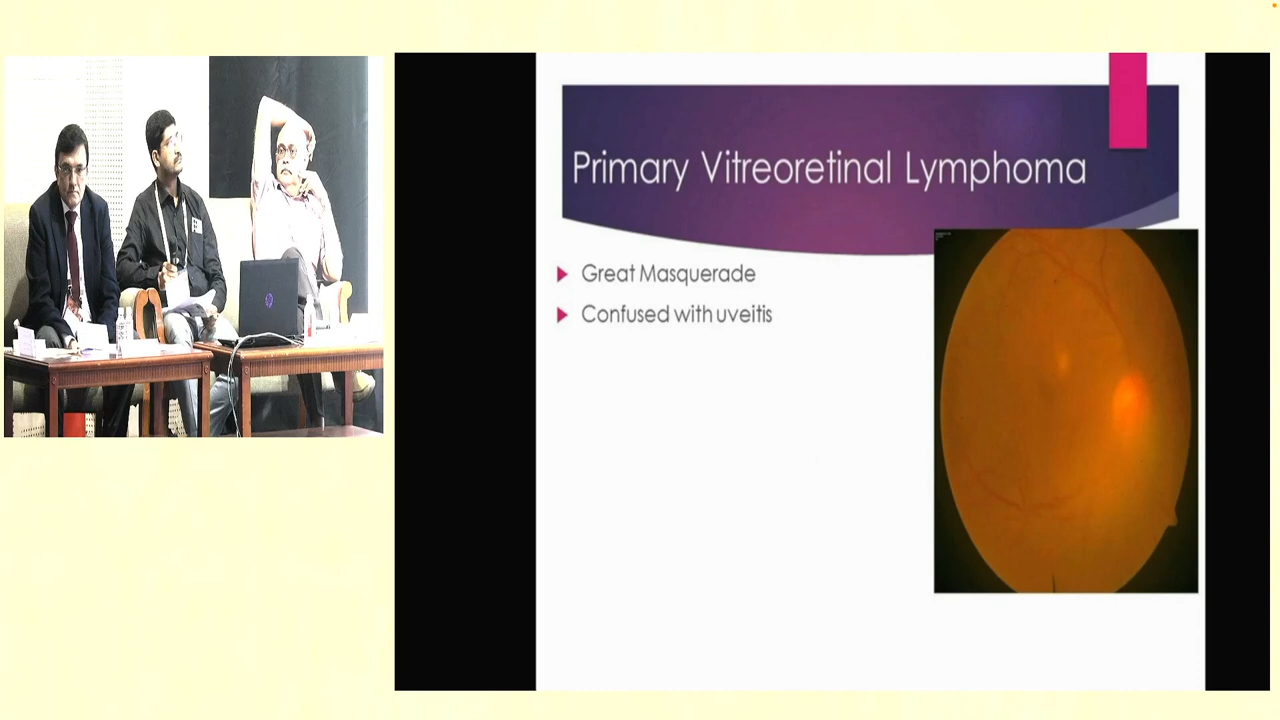 Primary Vitreoretinal Lymphoma
Great Masquerade
Confused with uveitis